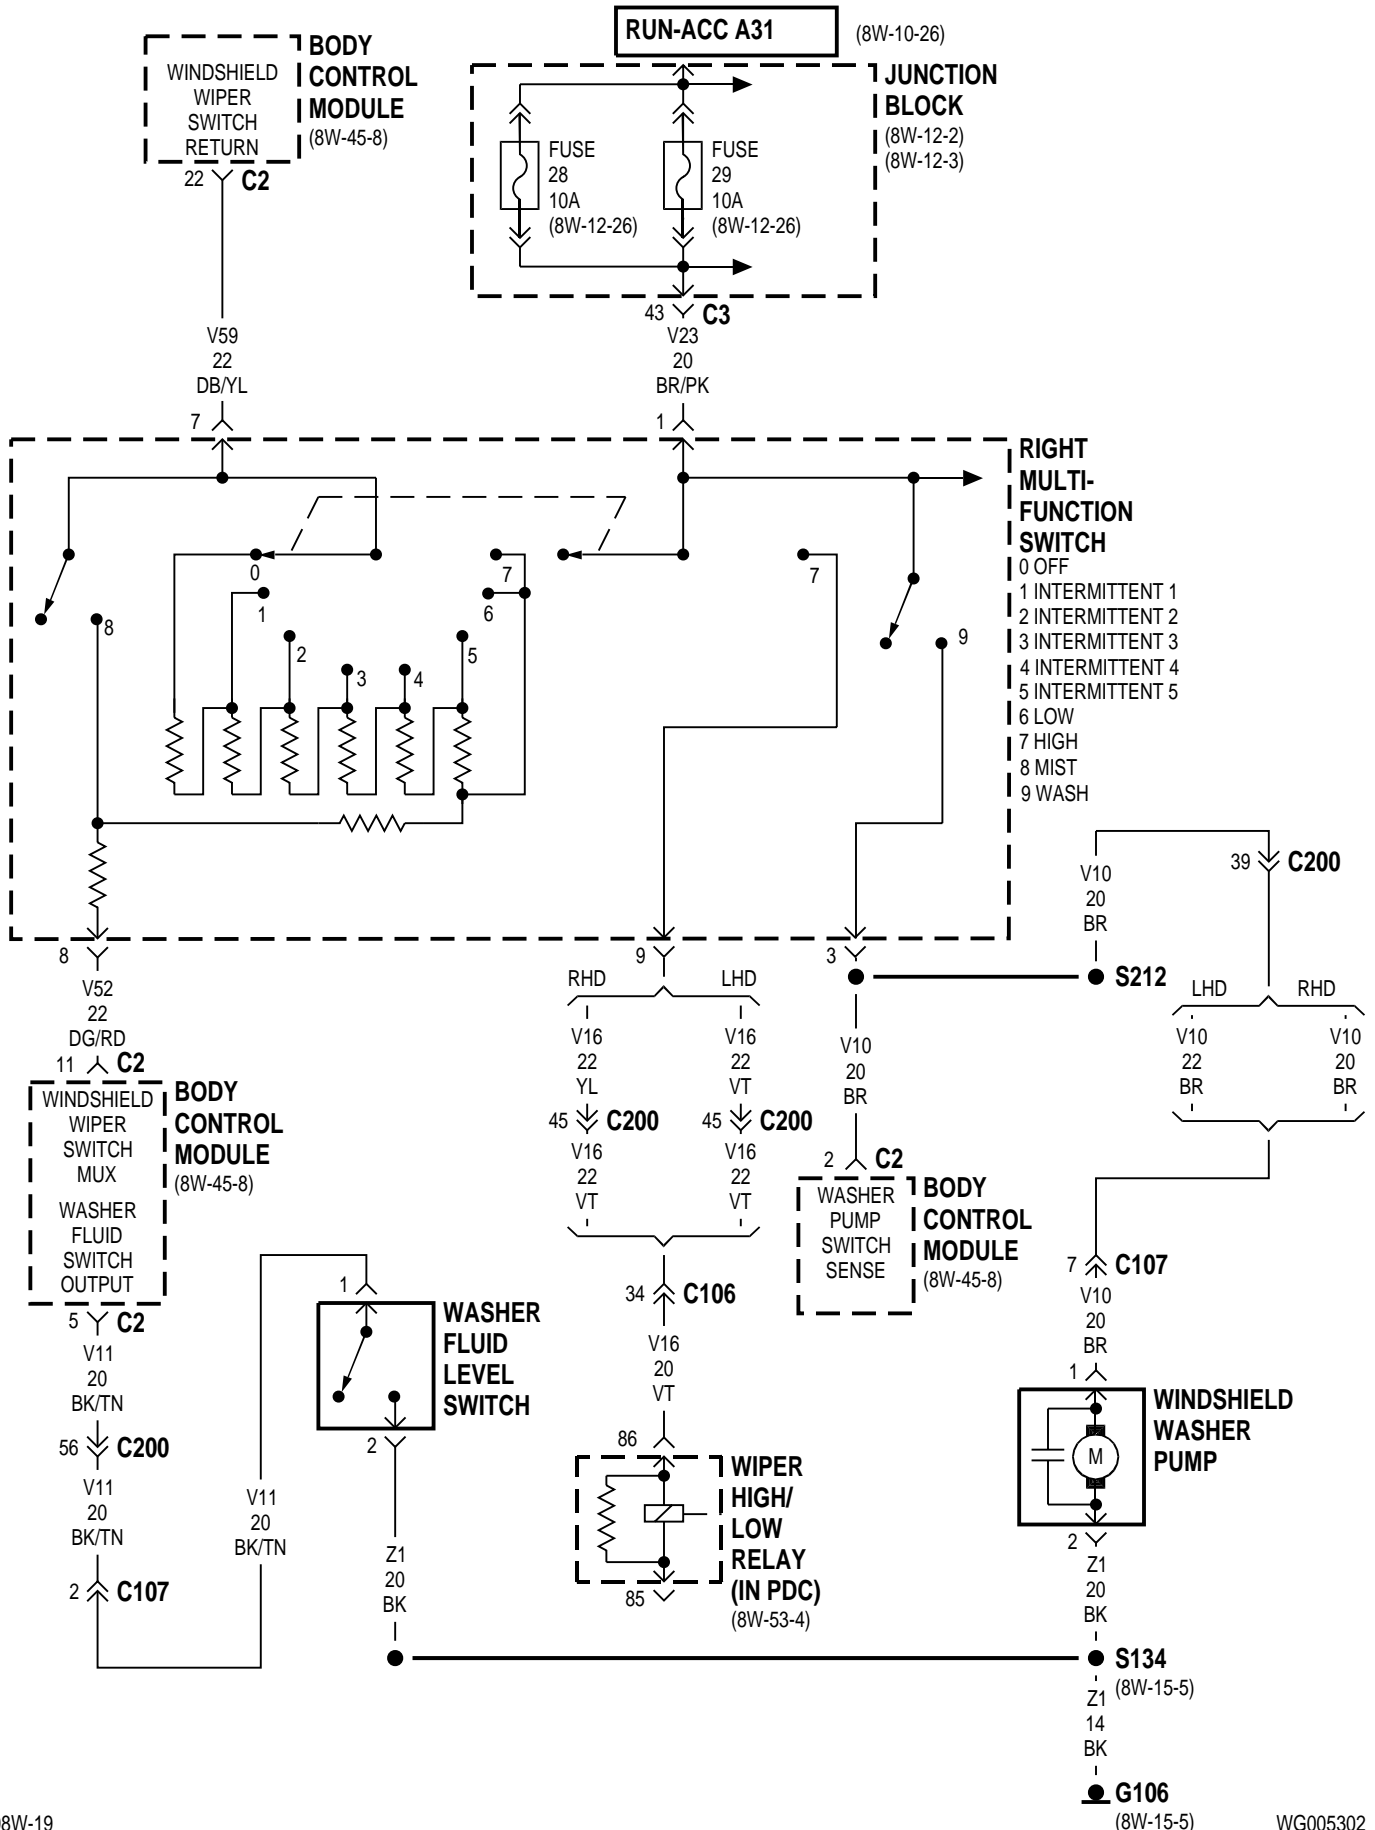 RUN-ACC A31
(8W-10-26)
BODY
CONTROL
MODULE
(8W-45-8)
WINDSHIELD
WIPER
SWITCH
RETURN
22
C2
JUNCTION
BLOCK
(8W-12-2)
(8W-12-3)
FUSE
28
10A
(8W-12-26)
FUSE
29
10A
(8W-12-26)
43
C3
V59
22
DB/YL
7
V23
20
BR/PK
1
RIGHT
MULTI-
FUNCTION
SWITCH
0 OFF
1 INTERMITTENT 1
2 INTERMITTENT 2
3 INTERMITTENT 3
4 INTERMITTENT 4
5 INTERMITTENT 5
6 LOW
7 HIGH
8 MIST
9 WASH
0
1
2
3
4
5
6
7
7
8
9
8
9
3
V52
22
DG/RD
11
C2
WINDSHIELD
WIPER
SWITCH
MUX
WASHER
FLUID
SWITCH
OUTPUT
BODY
CONTROL
MODULE
(8W-45-8)
5
C2
V11
20
BK/TN
56
C200
V11
20
BK/TN
2
C107
V11
20
BK/TN
1
WASHER
FLUID
LEVEL
SWITCH
2
Z1
20
BK
RHD
LHD
V16
22
YL
V16
22
VT
45
C200
45
C200
V16
22
VT
V16
22
VT
34
C106
V16
20
VT
86
WIPER
HIGH/
LOW
RELAY
(IN PDC)
(8W-53-4)
85
V10
20
BR
2
C2
WASHER
PUMP
SWITCH
SENSE
BODY
CONTROL
MODULE
(8W-45-8)
S212
V10
20
BR
39
C200
LHD
RHD
V10
22
BR
V10
20
BR
7
C107
V10
20
BR
1
M
WINDSHIELD
WASHER
PUMP
2
Z1
20
BK
S134
(8W-15-5)
Z1
14
BK
G106
(8W-15-5)
8W-19
WG005302